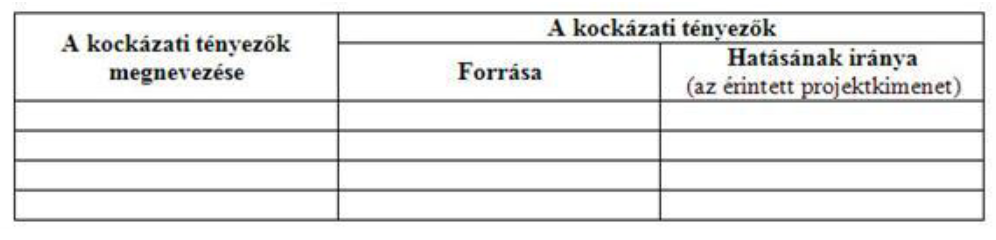 A kockázati tényezők
megnevezése
A kockázati tényezők
Forrása
Hatásának iránya
(az érintett projektkimenet)